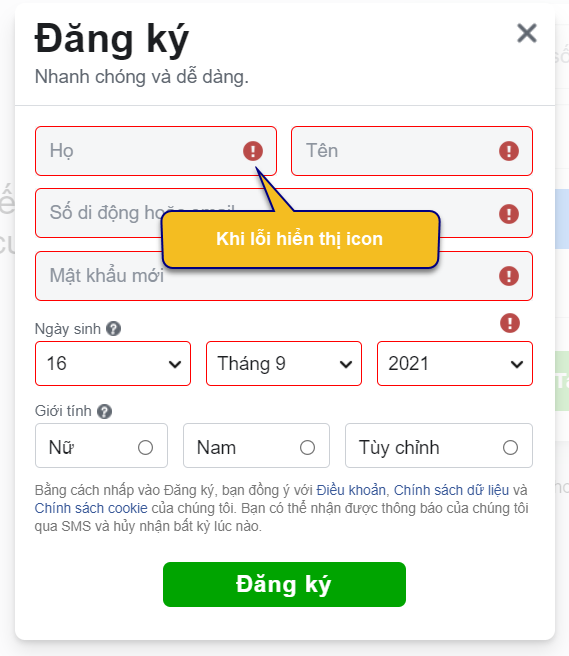 Đăng ký
Nhanh chóng và dễ dàng.
Họ
Tên
Số di động hoặc email
Khi lỗi hiển thị icon
Mật khẩu mới
Ngày sinh
16
Tháng 9
2021
Giới tính
Nữ
Nam
Tùy chỉnh
Bằng cách nhấp vào Đăng ký, bạn đồng ý với Điều khoản, Chính sách dữ liệu và
Chính sách cookie của chúng tôi. Bạn có thể nhận được thông báo của chúng tôi
qua SMS và hủy nhận bất kỳ lúc nào.
Đăng ký